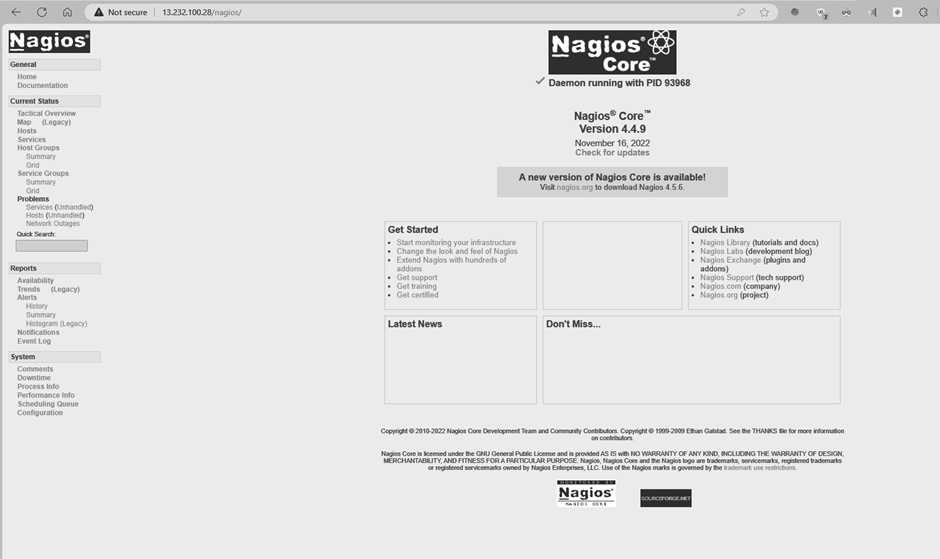 Not secure 13.232.100.28/nagios/
7
Nagios®
General
Home
Documentation
Current Status
Tactical Overview
Map (Legacy)
Hosts
Services
Host Groups
Summary
Grid
Service Groups
Summary
Grid
Problems
Services (Unhandled)
Hosts (Unhandled)
Network Outages
Quick Search:
Reports
Availability
Trends (Legacy)
Alerts
History
Summary
Histogram (Legacy)
Notifications
Event Log
System
Comments
Downtime
Process Info
Performance Info
Scheduling Queue
Configuration
Nagios®
Core™
Daemon running with PID 93968
Nagios® Core™
Version 4.4.9
November 16, 2022
Check for updates
A new version of Nagios Core is available!
Visit nagios.org to download Nagios 4.5.6.
Get Started
Start monitoring your infrastructure
Change the look and feel of Nagios
Extend Nagios with hundreds of
addons
Get support
Get training
Get certified
Quick Links
Nagios Library (tutorials and docs)
Nagios Labs (development blog)
Nagios Exchange (plugins and
addons)
Nagios Support (tech support)
Nagios.com (company)
Nagios.org (project)
Latest News
Don't Miss...
Copyright © 2010-2022 Nagios Core Development Team and Community Contributors. Copyright © 1999-2009 Ethan Galstad. See the THANKS file for more information
on contributors.
Nagios Core is licensed under the GNU General Public License and is provided AS IS with NO WARRANTY OF ANY KIND, INCLUDING THE WARRANTY OF DESIGN,
MERCHANTABILITY, AND FITNESS FOR A PARTICULAR PURPOSE. Nagios, Nagios Core and the Nagios logo are trademarks, servicemarks, registered trademarks
or registered servicemarks owned by Nagios Enterprises, LLC. Use of the Nagios marks is governed by the trademark use restrictions.
MONITORED BY
Nagios
NAGIOS CORE
SOURCEFORGE.NET